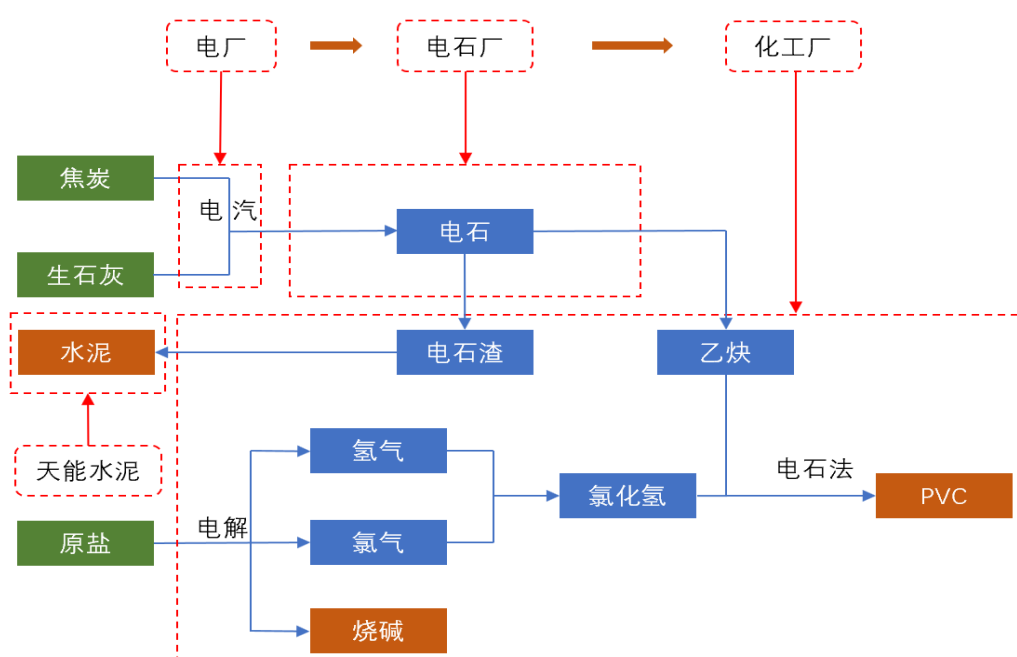 电厂
电石厂
化工厂
焦炭
电 汽
电石
生石灰
水泥
电石渣
乙炔
天能水泥
氢气
电石法
氯化氢
PVC
原盐
电解
氯气
烧碱